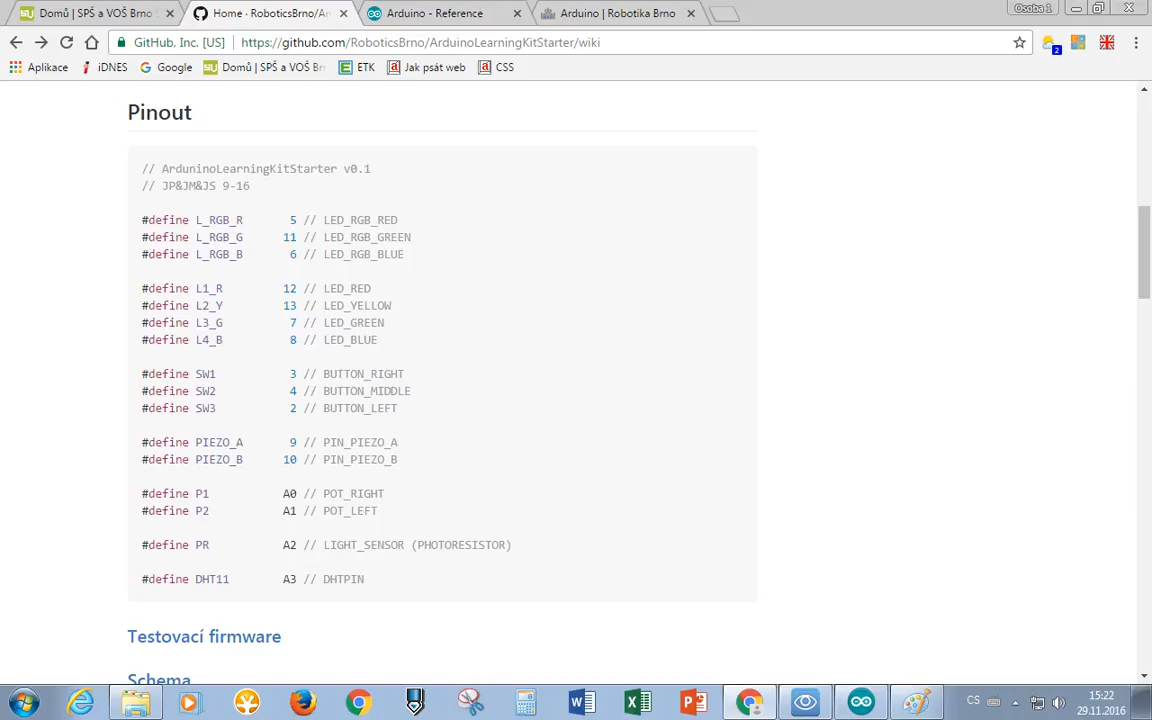 Domů | SPŠ a VOŠ Brno
Home · RoboticsBrno/Ar
Arduino - Reference
Arduino | Robotika Brno
Osoba 1
GitHub, Inc. [US]
https://github.com/RoboticsBrno/ArduinoLearningKitStarter/wiki
2
Aplikace
iDNES
Google
Domů | SPŠ a VOŠ Br
ETK
Jak psát web
CSS
Pinout
// ArduninoLearningKitStarter v0.1
// JP&JM&JS 9-16
#define L_RGB_R 5 // LED_RGB_RED
#define L_RGB_G 11 // LED_RGB_GREEN
#define L_RGB_B 6 // LED_RGB_BLUE
#define L1_R 12 // LED_RED
#define L2_Y 13 // LED_YELLOW
#define L3_G 7 // LED_GREEN
#define L4_B 8 // LED_BLUE
#define SW1 3 // BUTTON_RIGHT
#define SW2 4 // BUTTON_MIDDLE
#define SW3 2 // BUTTON_LEFT
#define PIEZO_A 9 // PIN_PIEZO_A
#define PIEZO_B 10 // PIN_PIEZO_B
#define P1 A0 // POT_RIGHT
#define P2 A1 // POT_LEFT
#define PR A2 // LIGHT_SENSOR (PHOTORESISTOR)
#define DHT11 A3 // DHTPIN
Testovací firmware
Schema
CS
15:22
29.11.2016